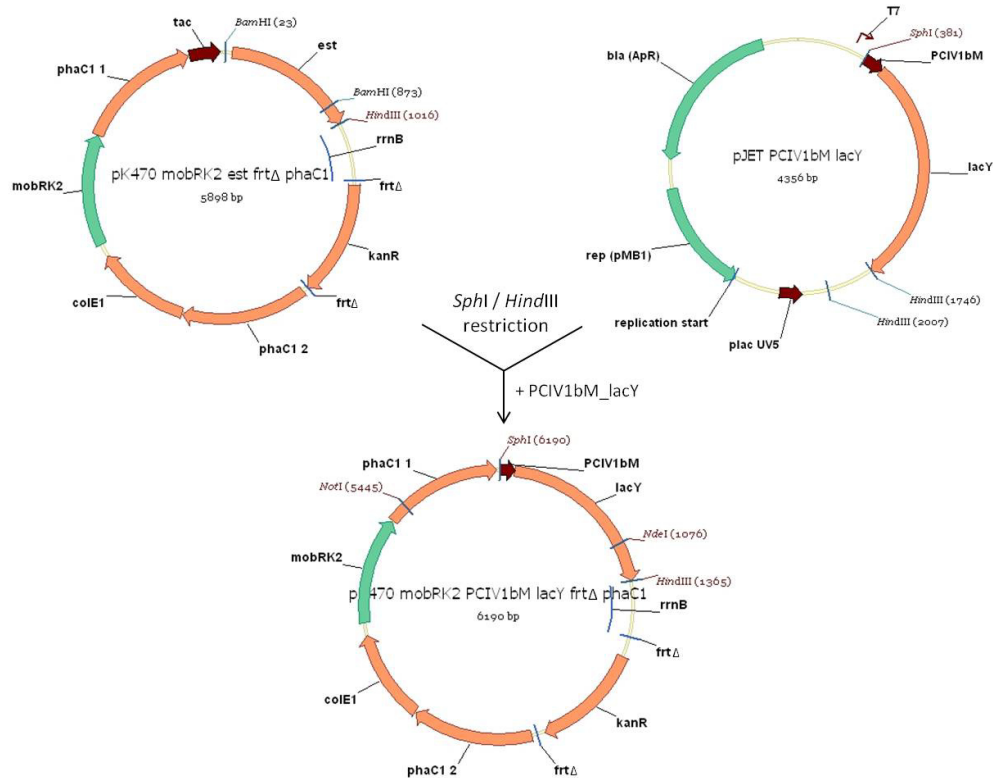 tac
BamHI (23)
est
phaC1 1
BamHI (873)
HindIII (1016)
rrnB
pK470 mobRK2 est frtΔ phaC1
5898 bp
mobRK2
frtΔ
kanR
colE1
frtΔ
phaC1 2
T7
SphI (381)
PCIV1bM
bla (ApR)
pJET PCIV1bM lacY
4356 bp
lacY
rep (pMB1)
HindIII (1746)
replication start
HindIII (2007)
plac UV5
SphI / HindIII
restriction
+ PCIV1bM_lacY
SphI (6190)
phaC1 1
PCIV1bM
lacY
NotI (5445)
NdeI (1076)
mobRK2
HindIII (1365)
470 mobRK2 PCIV1bM lacY frtΔ phaC1
rrnB
6190 bp
frtΔ
colE1
kanR
phaC1 2
frtΔ